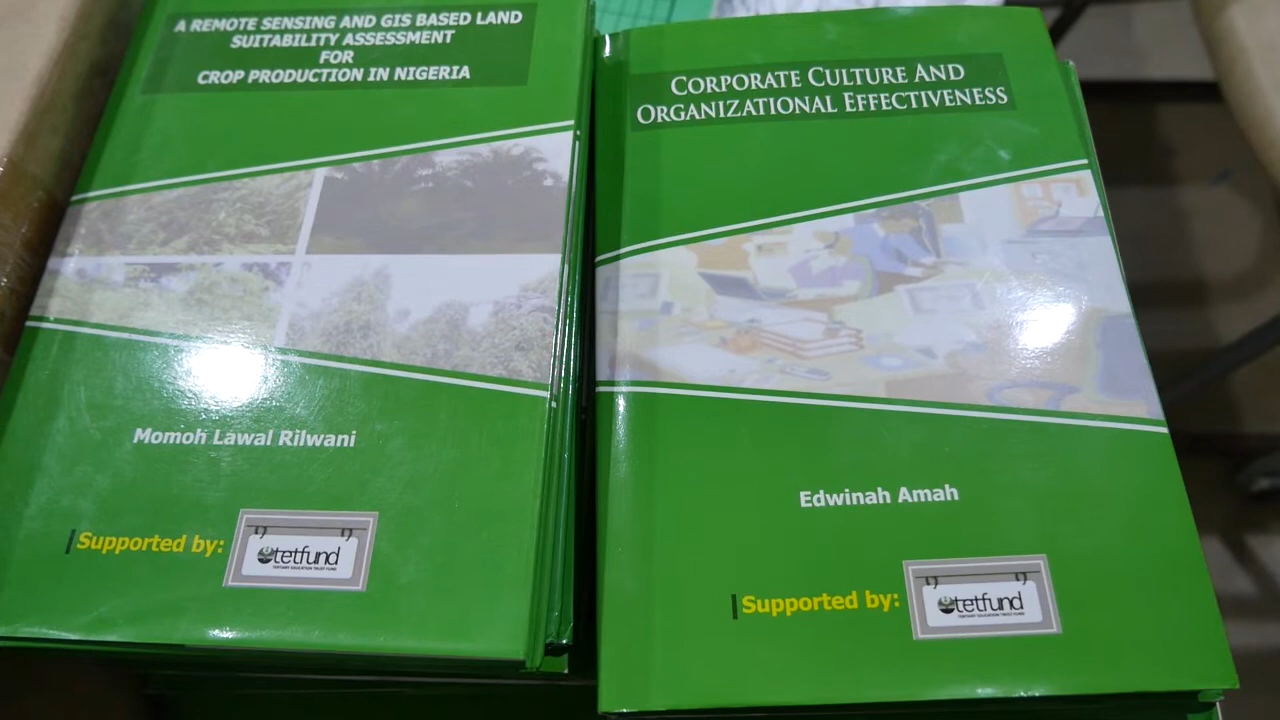 A REMOTE SENSING AND GIS BASED LAND
SUITABILITY ASSESSMENT
FOR
CROP PRODUCTION IN NIGERIA
Momoh Lawal Rilwani
Supported by:
tetfund
TERTIARY EDUCATION TRUST FUND
CORPORATE CULTURE AND
ORGANIZATIONAL EFFECTIVENESS
Edwinah Amah
Supported by:
tetfund
TERTIARY EDUCATION TRUST FUND